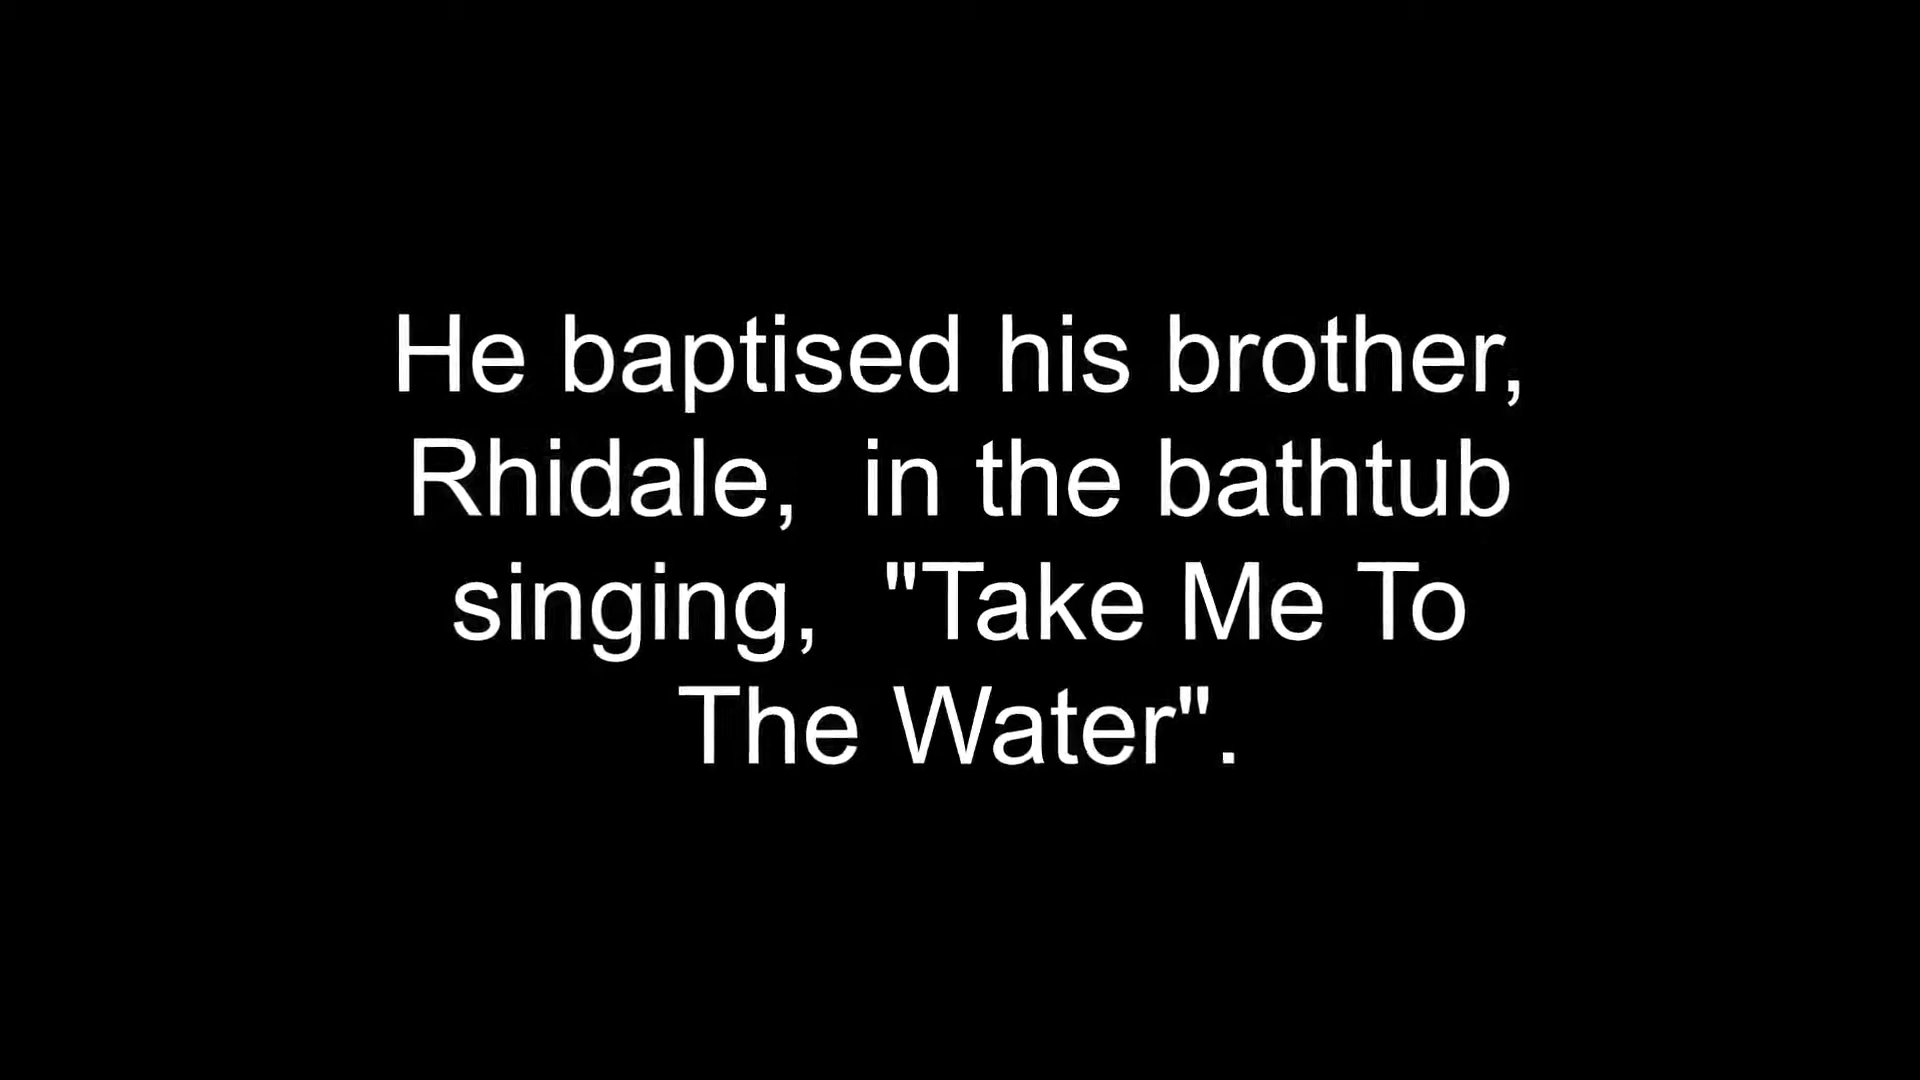 He baptised his brother,
Rhidale,  in the bathtub
singing,  "Take Me To
The Water".